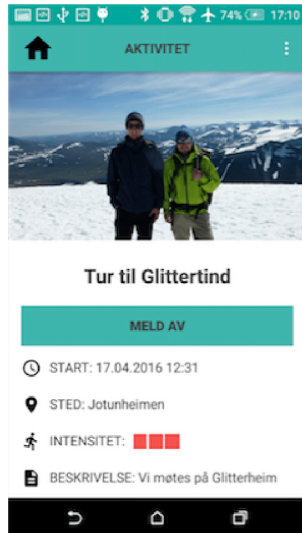 74% 17:10
AKTIVITET
Tur til Glittertind
MELD AV
START: 17.04.2016 12:31
STED: Jotunheimen
INTENSITET:
BESKRIVELSE: Vi møtes på Glitterheim